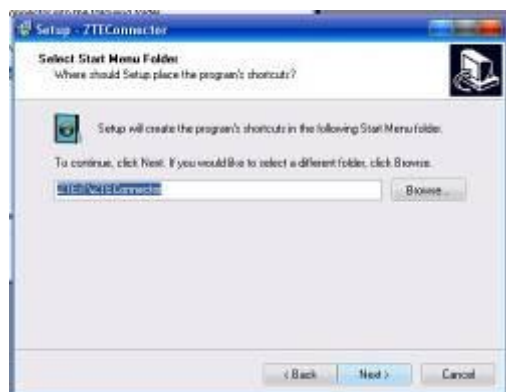 Setup - ZTEConnector
Select Start Menu Folder
Where should Setup place the program's shortcuts?
Setup will create the program's shortcuts in the following Start Menu folder.
To continue, click Next. If you would like to select a different folder, click Browse.
Browse...
< Back
Next >
Cancel